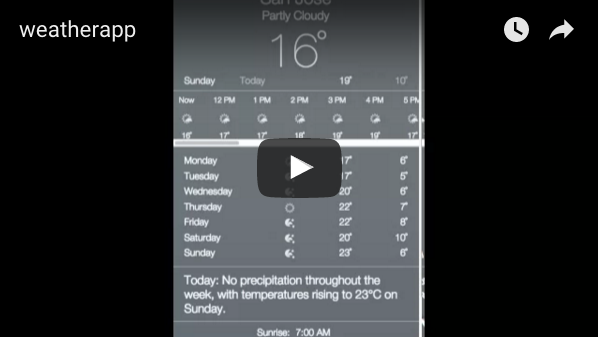 weatherapp
San Jose
Partly Cloudy
16°
Sunday Today 19° 10°
Now 12 PM 1 PM 2 PM 3 PM 4 PM 5 PM
16° 17° 17° 18° 19° 19° 17°
Monday 17° 6°
Tuesday 17° 5°
Wednesday 20° 6°
Thursday 22° 7°
Friday 22° 8°
Saturday 20° 10°
Sunday 23° 6°
Today: No precipitation throughout the
week, with temperatures rising to 23°C on
Sunday.
Sunrise: 7:00 AM